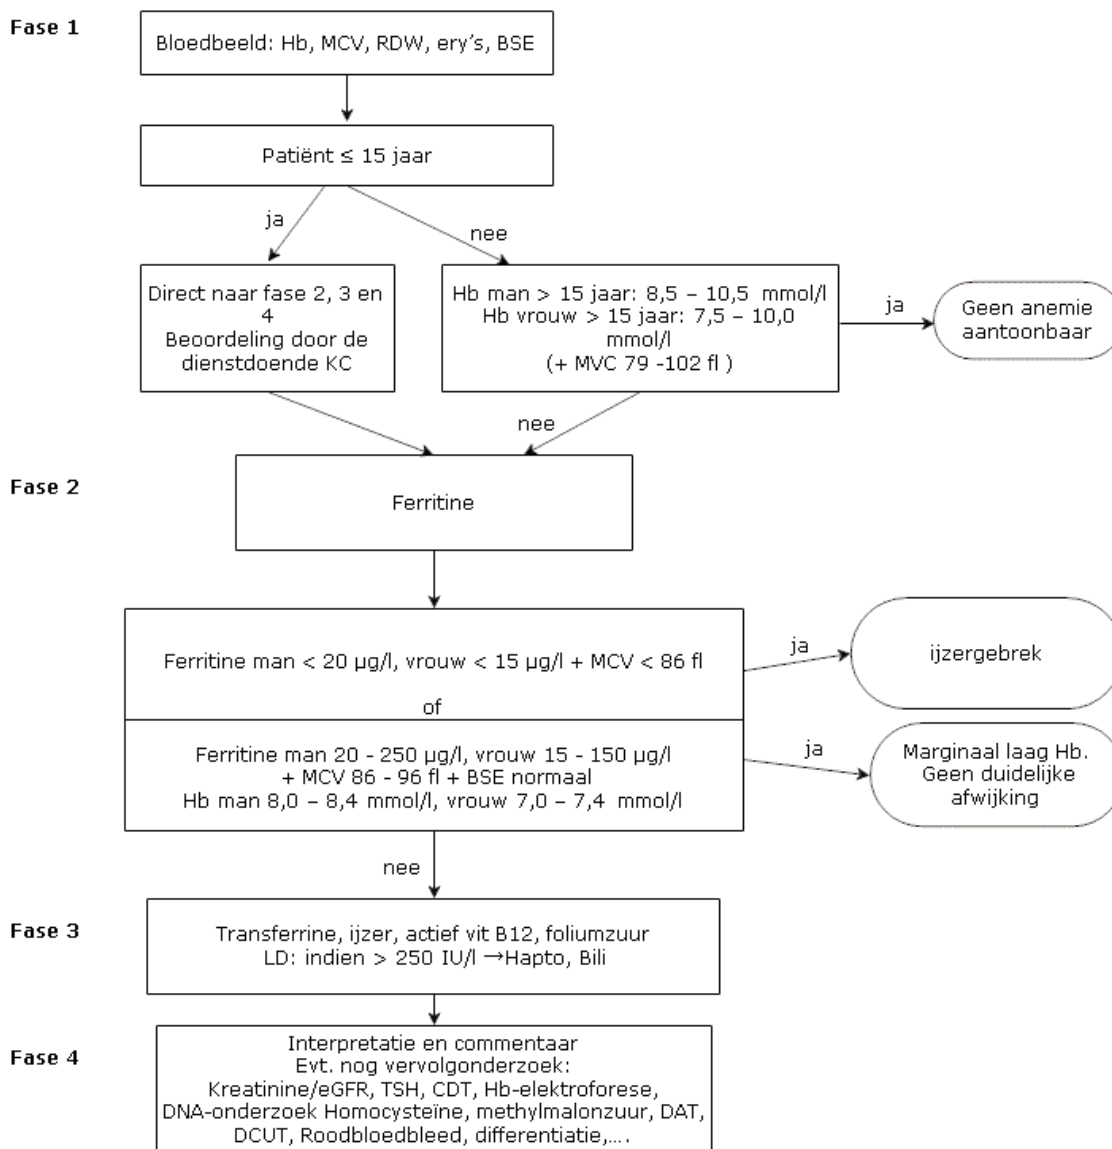 Fase 1
Bloedbeeld: Hb, MCV, RDW, ery's, BSE
Patiënt ≤ 15 jaar
ja
nee
Direct naar fase 2, 3 en
4
Beoordeling door de
dienstdoende KC
Hb man > 15 jaar: 8,5 – 10,5 mmol/l
Hb vrouw > 15 jaar: 7,5 – 10,0
mmol/l
(+ MVC 79 -102 fl )
ja
Geen anemie
aantoonbaar
nee
Fase 2
Ferritine
Ferritine man < 20 µg/l, vrouw < 15 µg/l + MCV < 86 fl
of
ja
ijzergebrek
Ferritine man 20 - 250 µg/l, vrouw 15 - 150 µg/l
+ MCV 86 - 96 fl + BSE normaal
Hb man 8,0 – 8,4 mmol/l, vrouw 7,0 – 7,4 mmol/l
ja
Marginaal laag Hb.
Geen duidelijke
afwijking
nee
Fase 3
Transferrine, ijzer, actief vit B12, foliumzuur
LD: indien > 250 IU/l →Hapto, Bili
Fase 4
Interpretatie en commentaar
Evt. nog vervolgonderzoek:
Kreatinine/eGFR, TSH, CDT, Hb-elektroforese,
DNA-onderzoek Homocysteïne, methylmalonzuur, DAT,
DCUT, Roodbloedbleed, differentiatie,....